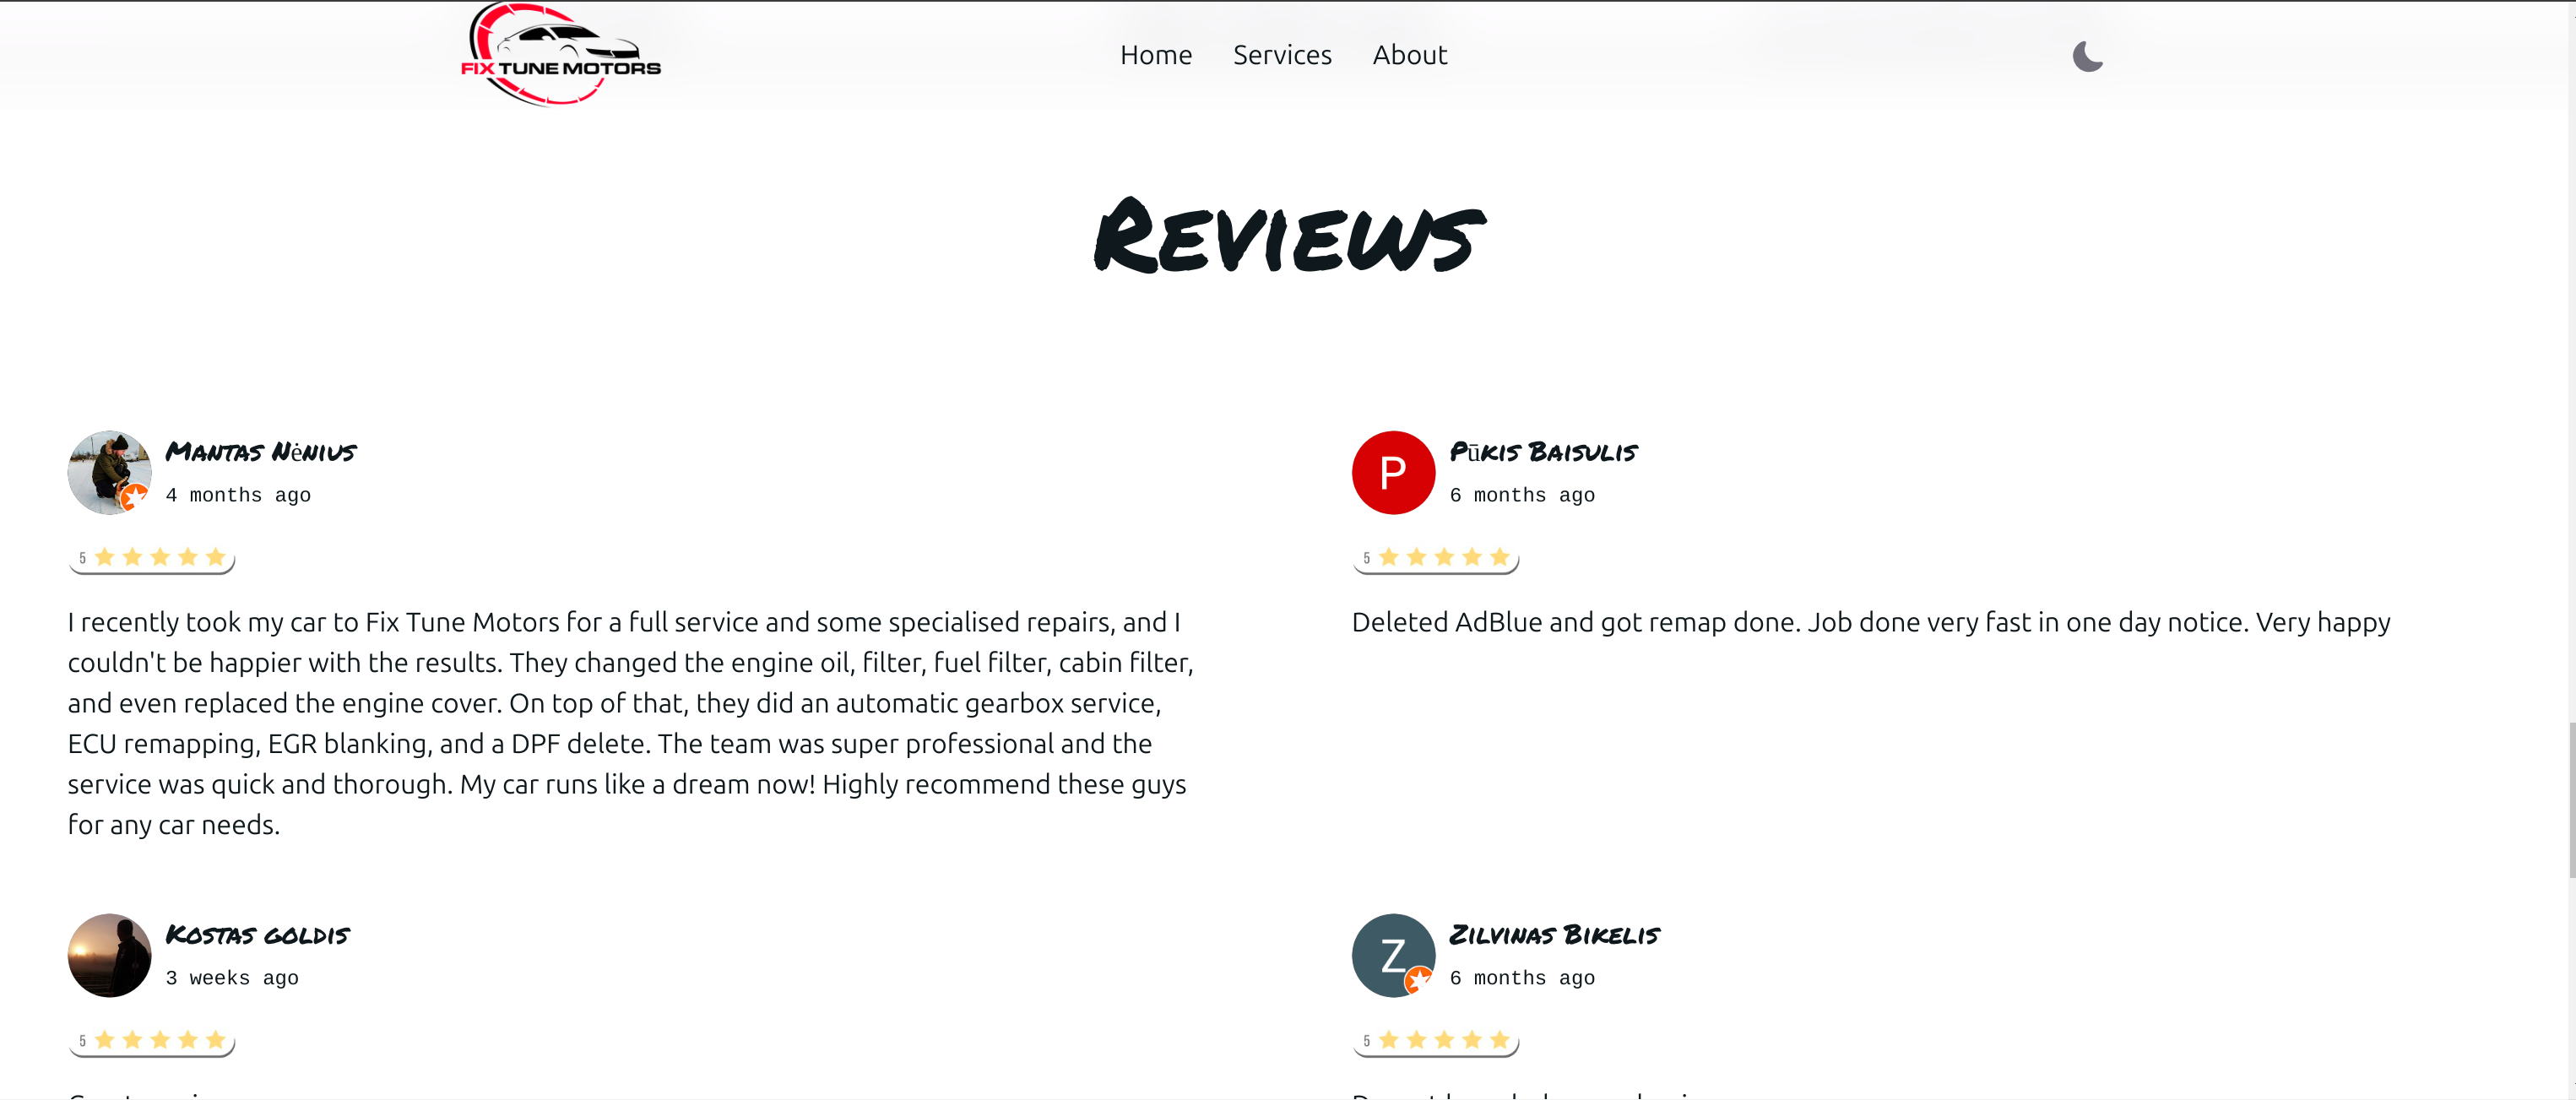 FIX TUNE MOTORS
Home Services About
Reviews
Mantas Nėnius
4 months ago
5
I recently took my car to Fix Tune Motors for a full service and some specialised repairs, and I
couldn't be happier with the results. They changed the engine oil, filter, fuel filter, cabin filter,
and even replaced the engine cover. On top of that, they did an automatic gearbox service,
ECU remapping, EGR blanking, and a DPF delete. The team was super professional and the
service was quick and thorough. My car runs like a dream now! Highly recommend these guys
for any car needs.
P
Pūkis Baisulis
6 months ago
5
Deleted AdBlue and got remap done. Job done very fast in one day notice. Very happy
Kostas goldis
3 weeks ago
5
Z
Zilvinas Bikelis
6 months ago
5